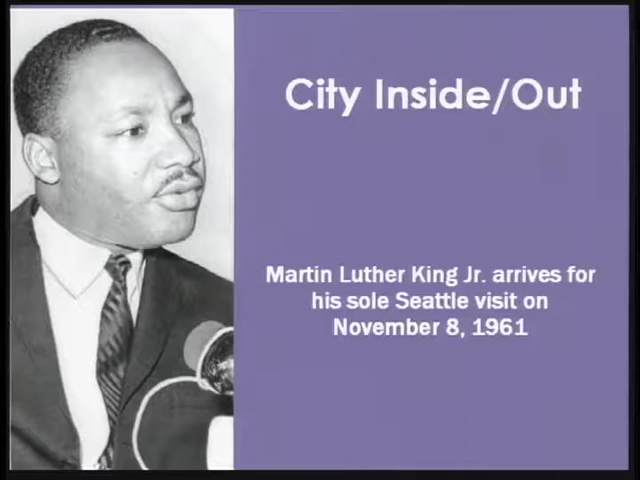 City Inside/Out
Martin Luther King Jr. arrives for
his sole Seattle visit on
November 8, 1961